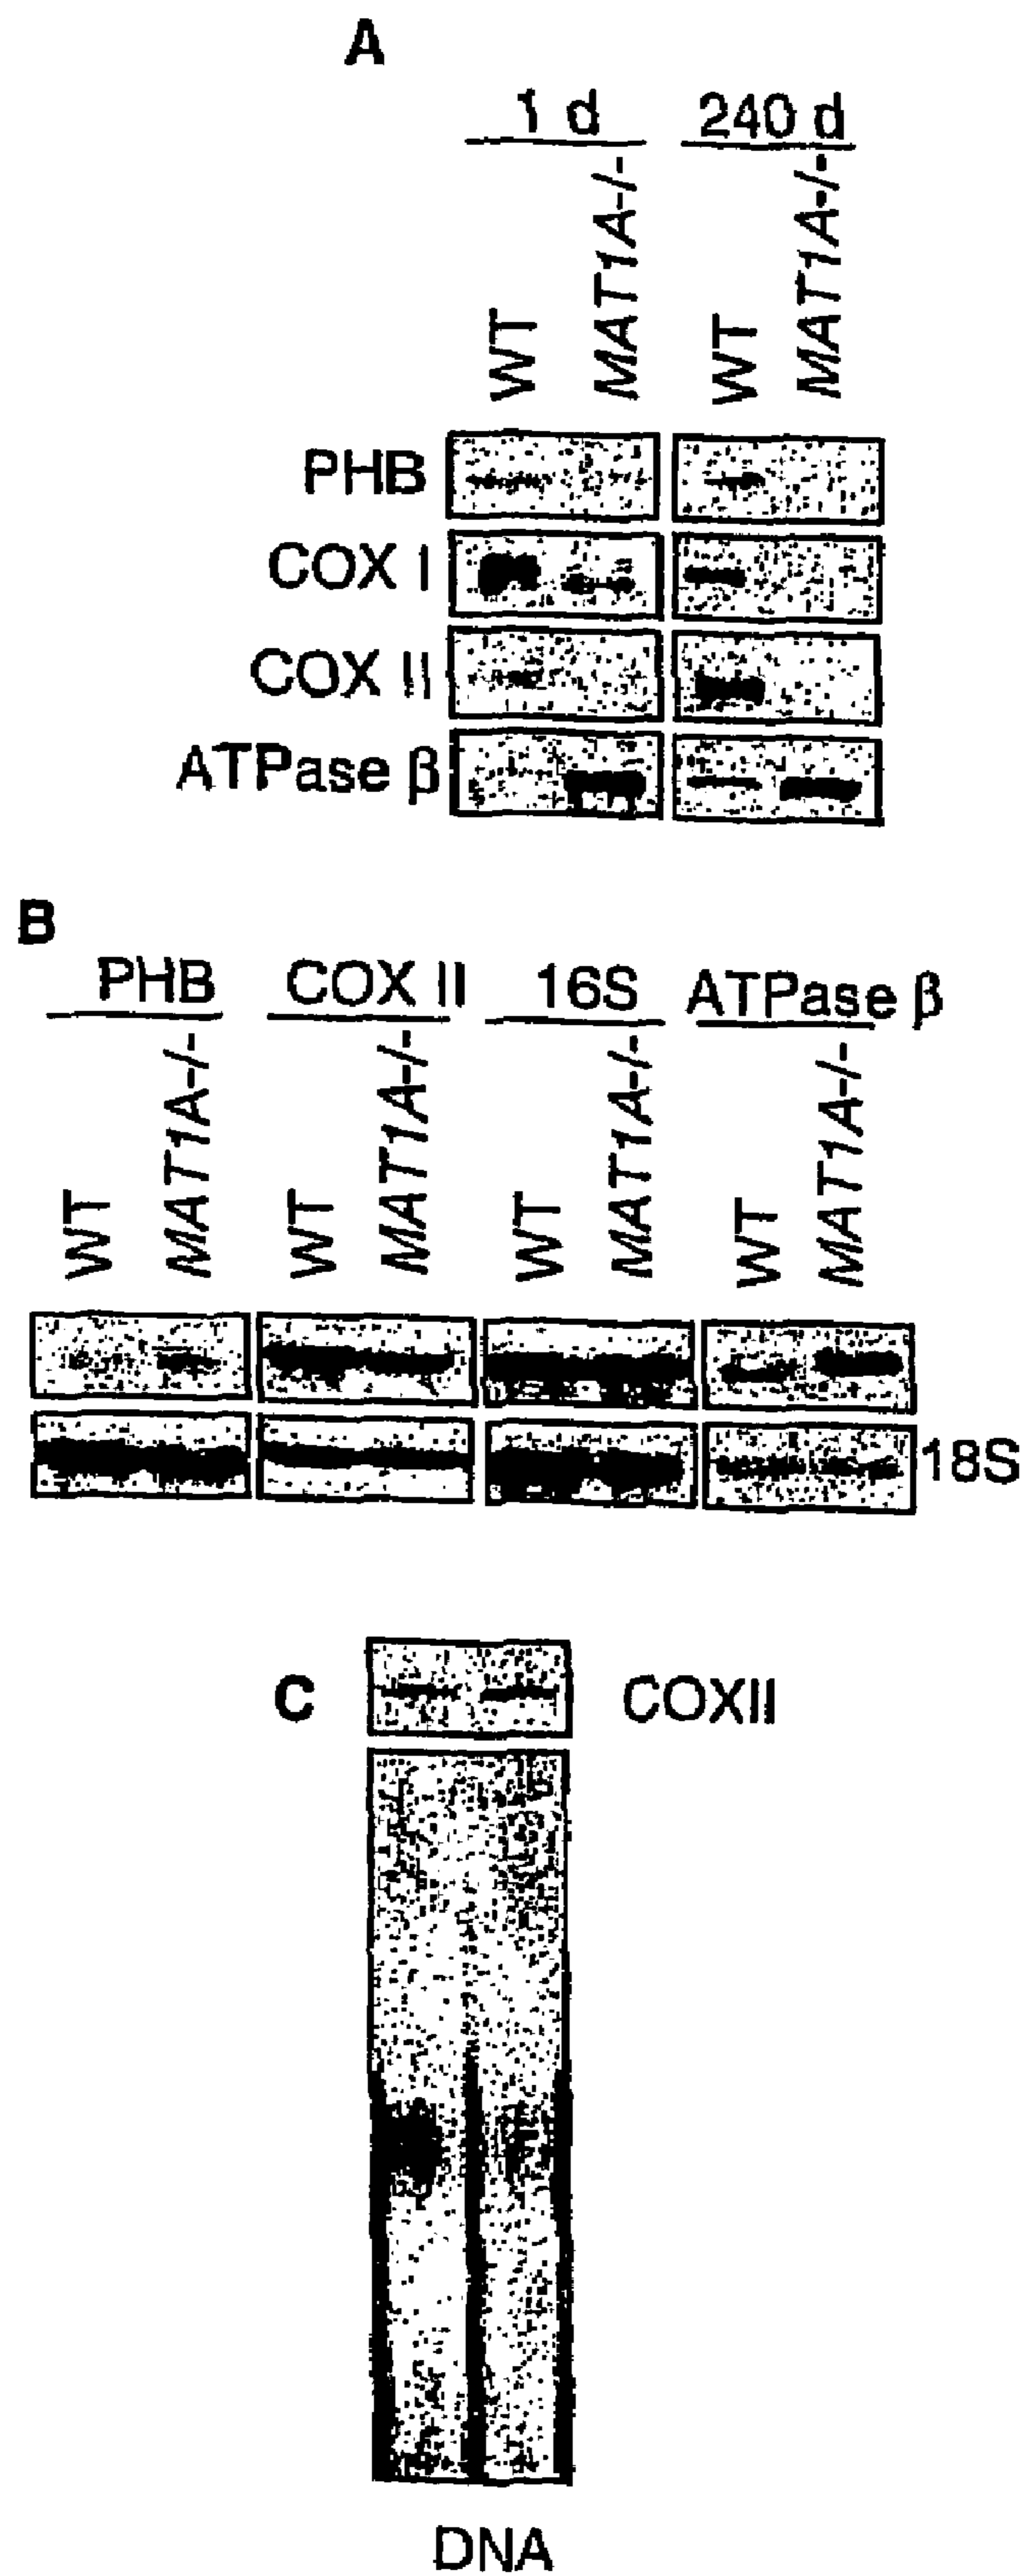 A
1 d 240 d
WT MAT1A-/- WT MAT1A-/-
PHB
COX I
COX II
ATPase β
B
PHB COX II 16S ATPase β
WT MAT1A-/- WT MAT1A-/- WT MAT1A-/- WT MAT1A-/-
18S
C COXII
DNA